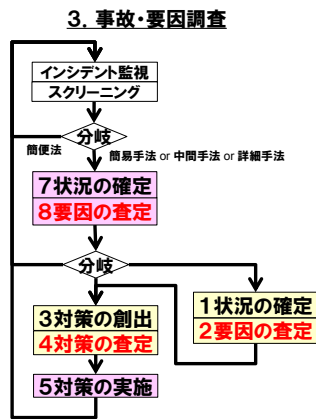 3. 事故・要因調査
インシデント監視
スクリーニング
分岐
簡便法
簡易手法 or 中間手法 or 詳細手法
7状況の確定
8要因の査定
分岐
3対策の創出
4対策の査定
1状況の確定
2要因の査定
5対策の実施